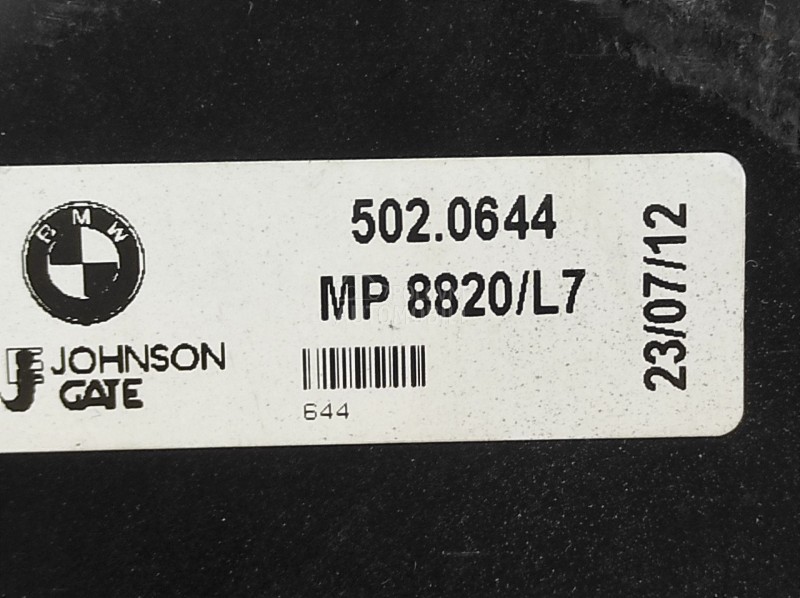 BMW
502.0644
MP 8820/L7
23/07/12
JOHNSON
GATE
644